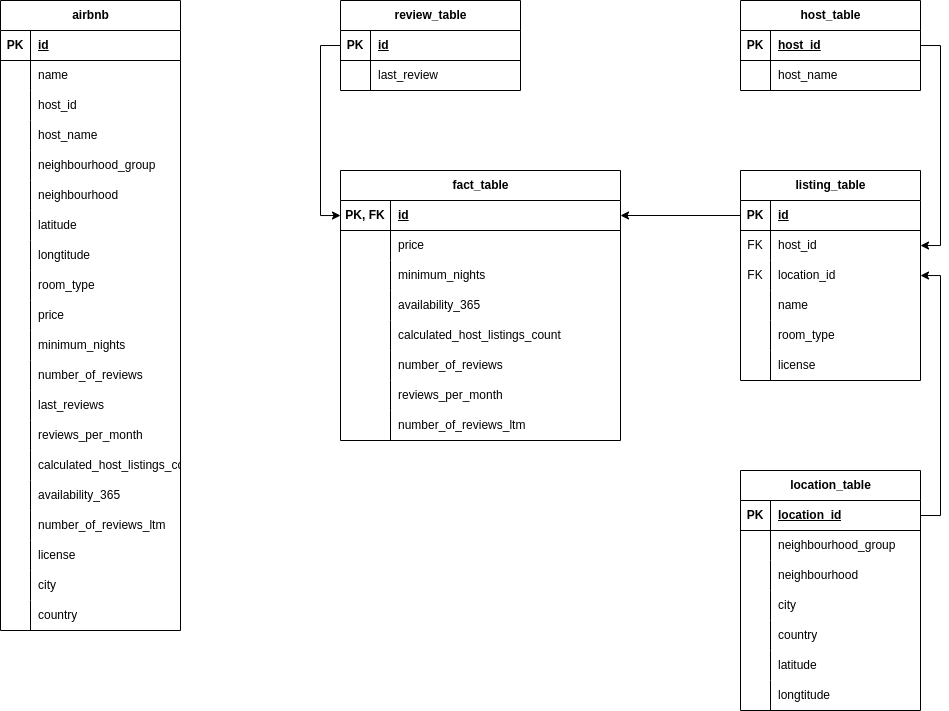 airbnb
PK id
name
host_id
host_name
neighbourhood_group
neighbourhood
latitude
longtitude
room_type
price
minimum_nights
number_of_reviews
last_reviews
reviews_per_month
calculated_host_listings_co
availability_365
number_of_reviews_ltm
license
city
country
review_table
PK id
last_review
host_table
PK host_id
host_name
fact_table
PK, FK id
price
minimum_nights
availability_365
calculated_host_listings_count
number_of_reviews
reviews_per_month
number_of_reviews_ltm
listing_table
PK id
FK host_id
FK location_id
name
room_type
license
location_table
PK location_id
neighbourhood_group
neighbourhood
city
country
latitude
longtitude